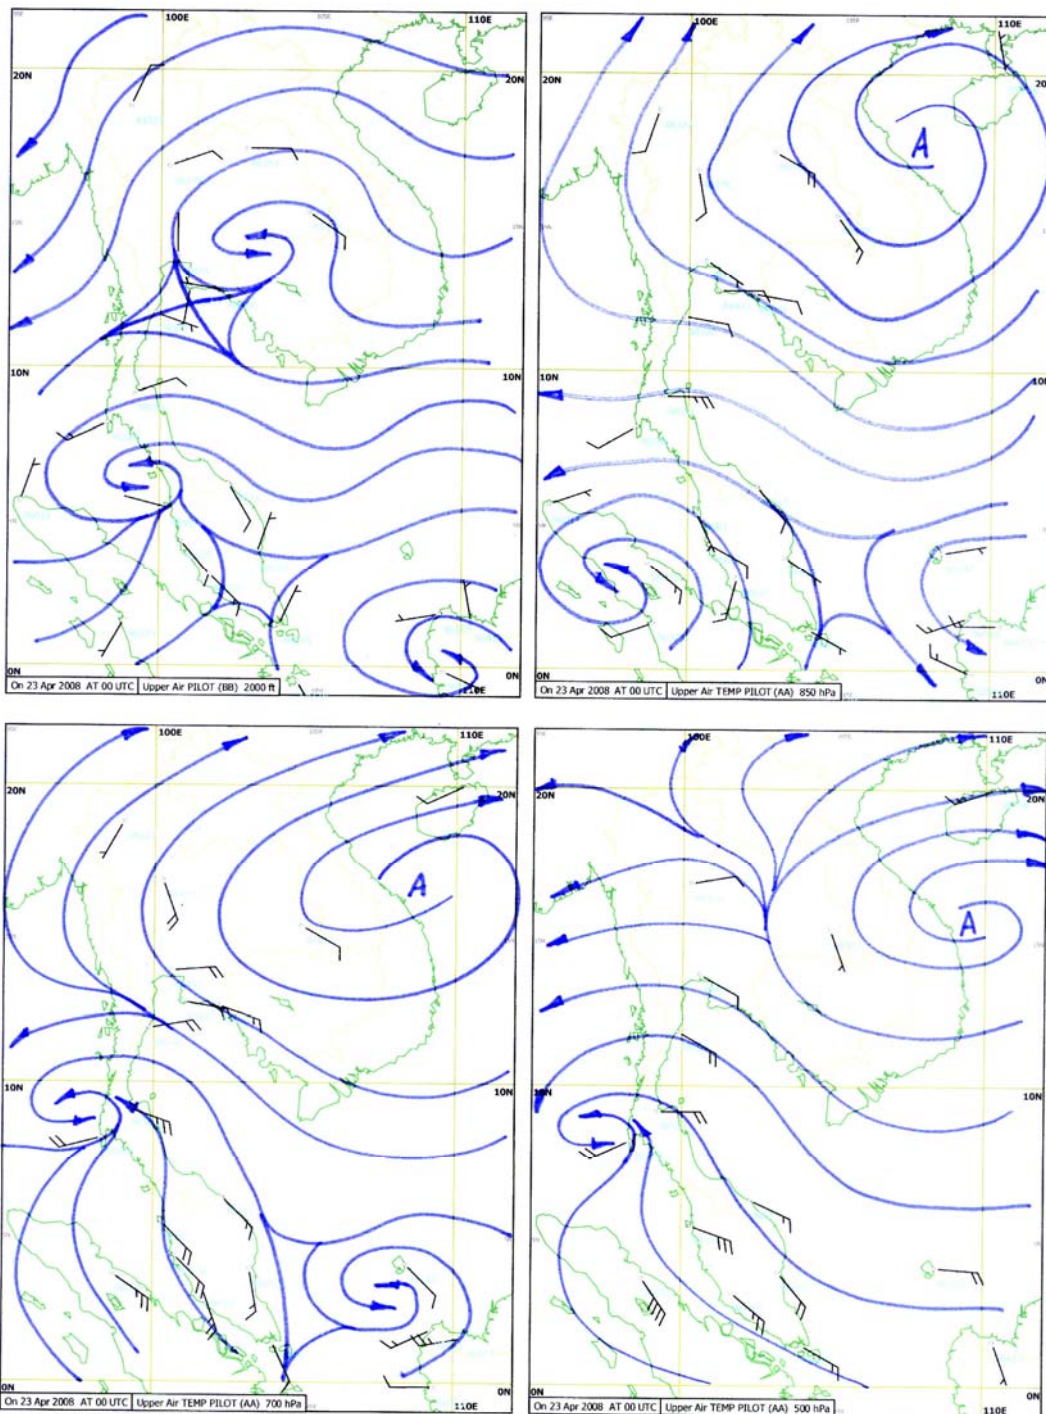 100E 110E
20N 20N
10N 10N
0N 0N
110E
On 23 Apr 2008 AT 00 UTC Upper Air PILOT (BB) 2000 ft
100E 110E
20N 20
A
10N 10N
0N 0N
110E
On 23 Apr 2008 AT 00 UTC Upper Air TEMP PILOT (AA) 850 hPa
100E 110E
20N 20N
A
10N 10N
0N 0N
On 23 Apr 2008 AT 00 UTC Upper Air TEMP PILOT (AA) 700 hPa
100E 110E
20N 20N
A
10N 10N
0N 0N
110E
On 23 Apr 2008 AT 00 UTC Upper Air TEMP PILOT (AA) 500 hPa